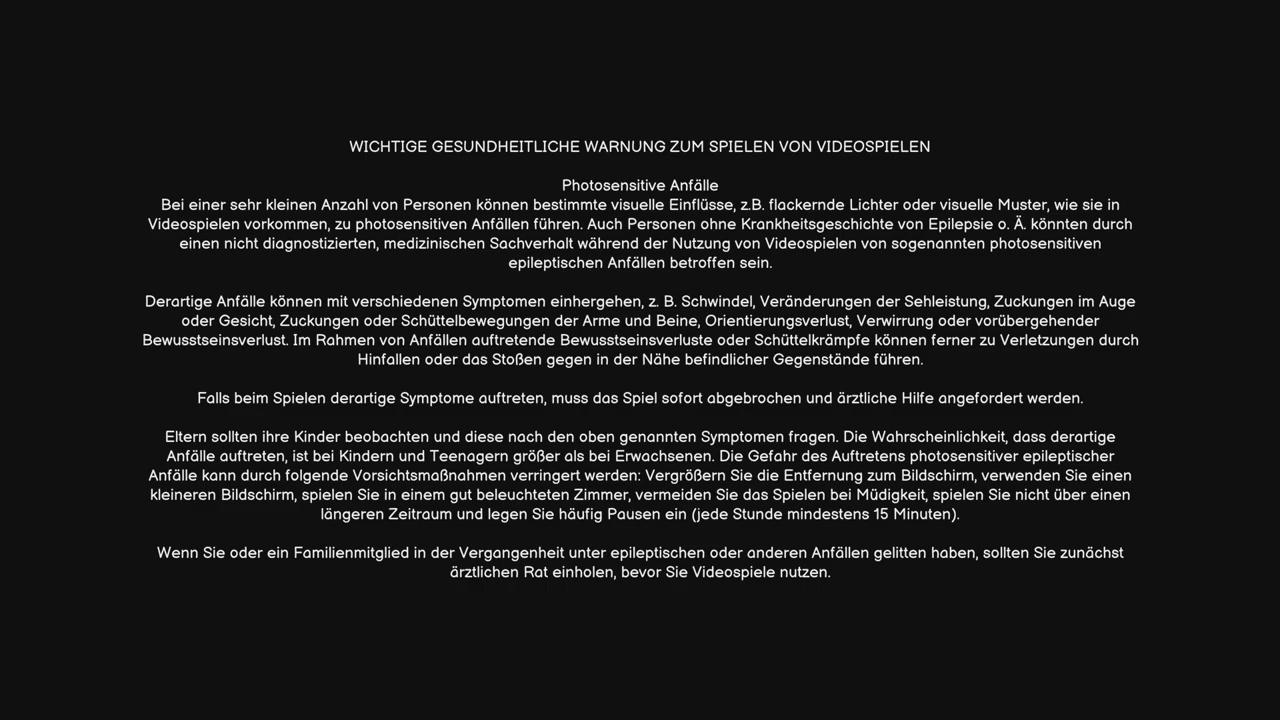 WICHTIGE GESUNDHEITLICHE WARNUNG ZUM SPIELEN VON VIDEOSPIELEN
Photosensitive Anfälle
Bei einer sehr kleinen Anzahl von Personen können bestimmte visuelle Einflüsse, z.B. flackernde Lichter oder visuelle Muster, wie sie in
Videospielen vorkommen, zu photosensitiven Anfällen führen. Auch Personen ohne Krankheitsgeschichte von Epilepsie o. Ä. könnten durch
einen nicht diagnostizierten, medizinischen Sachverhalt während der Nutzung von Videospielen von sogenannten photosensitiven
epileptischen Anfällen betroffen sein.
Derartige Anfälle können mit verschiedenen Symptomen einhergehen, z. B. Schwindel, Veränderungen der Sehleistung, Zuckungen im Auge
oder Gesicht, Zuckungen oder Schüttelbewegungen der Arme und Beine, Orientierungsverlust, Verwirrung oder vorübergehender
Bewusstseinsverlust. Im Rahmen von Anfällen auftretende Bewusstseinsverluste oder Schüttelkrämpfe können ferner zu Verletzungen durch
Hinfallen oder das Stoßen gegen in der Nähe befindlicher Gegenstände führen.
Falls beim Spielen derartige Symptome auftreten, muss das Spiel sofort abgebrochen und ärztliche Hilfe angefordert werden.
Eltern sollten ihre Kinder beobachten und diese nach den oben genannten Symptomen fragen. Die Wahrscheinlichkeit, dass derartige
Anfälle auftreten, ist bei Kindern und Teenagern größer als bei Erwachsenen. Die Gefahr des Auftretens photosensitiver epileptischer
Anfälle kann durch folgende Vorsichtsmaßnahmen verringert werden: Vergrößern Sie die Entfernung zum Bildschirm, verwenden Sie einen
kleineren Bildschirm, spielen Sie in einem gut beleuchteten Zimmer, vermeiden Sie das Spielen bei Müdigkeit, spielen Sie nicht über einen
längeren Zeitraum und legen Sie häufig Pausen ein (jede Stunde mindestens 15 Minuten).
Wenn Sie oder ein Familienmitglied in der Vergangenheit unter epileptischen oder anderen Anfällen gelitten haben, sollten Sie zunächst
ärztlichen Rat einholen, bevor Sie Videospiele nutzen.